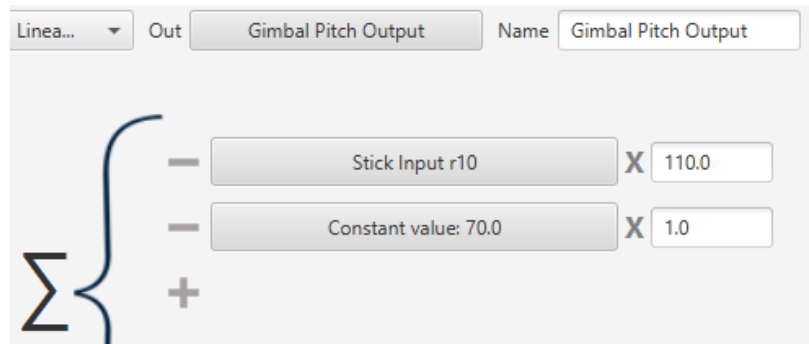 Linea... Out Gimbal Pitch Output Name Gimbal Pitch Output
Stick Input r10 X 110.0
Constant value: 70.0 X 1.0
∑